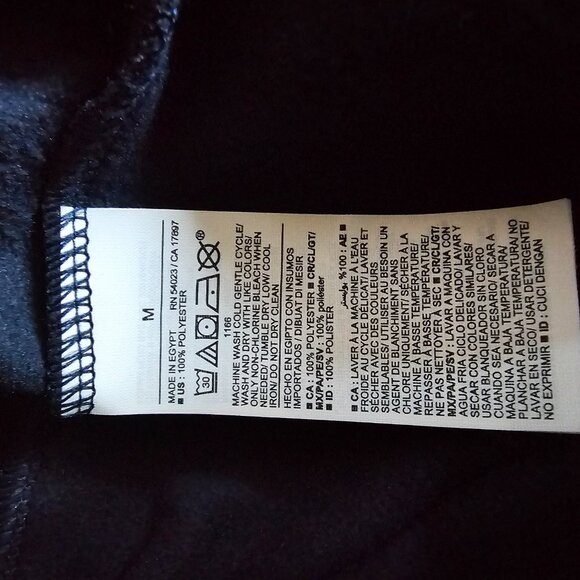 M
RN 54023 / CA 17897
MADE IN EGYPT
■ US: 100% POLYESTER
30
®
1166
MACHINE WASH COLD GENTLE CYCLE/
WASH AND DRY WITH LIKE COLORS/
ONLY NON-CHLORINE BLEACH WHEN
NEEDED/ TUMBLE DRY LOW/ COOL
IRON/ DO NOT DRY CLEAN
HECHO EN EGIPTO CON INSUMOS
IMPORTADOS / DIBUAT DI MESIR
■ CA: 100% POLYESTER ■ CR/CL/GT/
MX/PA/PE/SV: 100% poliéster
■ ID: 100% POLISTER
بوليستر %100 : AE ■
■ CA: LAVER À LA MACHINE À L'EAU
FROIDE CYCLE DÉLICAT/ LAVER ET
SÉCHER AVEC DES COULEURS
SEMBLABLES/ UTILISER AU BESOIN UN
AGENT DE BLANCHIMENT SANS
CHLORE UNIQUEMENT/ SÉCHER À LA
MACHINE À BASSE TEMPÉRATURE/
REPASSER À BASSE TEMPÉRATURE/
NE PAS NETTOYER À SEC ■ CR/CL/GT/
MX/PA/PE/SV: LAVAR A MÁQUINA CON
AGUA FRÍA CICLO DELICADO/ LAVAR Y
SECAR CON COLORES SIMILARES/
USAR BLANQUEADOR SIN CLORO
CUANDO SEA NECESARIO/ SECAR A
MAQUINA A BAJA TEMPERATURA/
PLANCHAR A BAJA TEMPERATURA/ NO
LAVAR EN SECO/ USAR DETERGENTE/
NO EXPRIMIR ■ ID : CUCI DENGAN